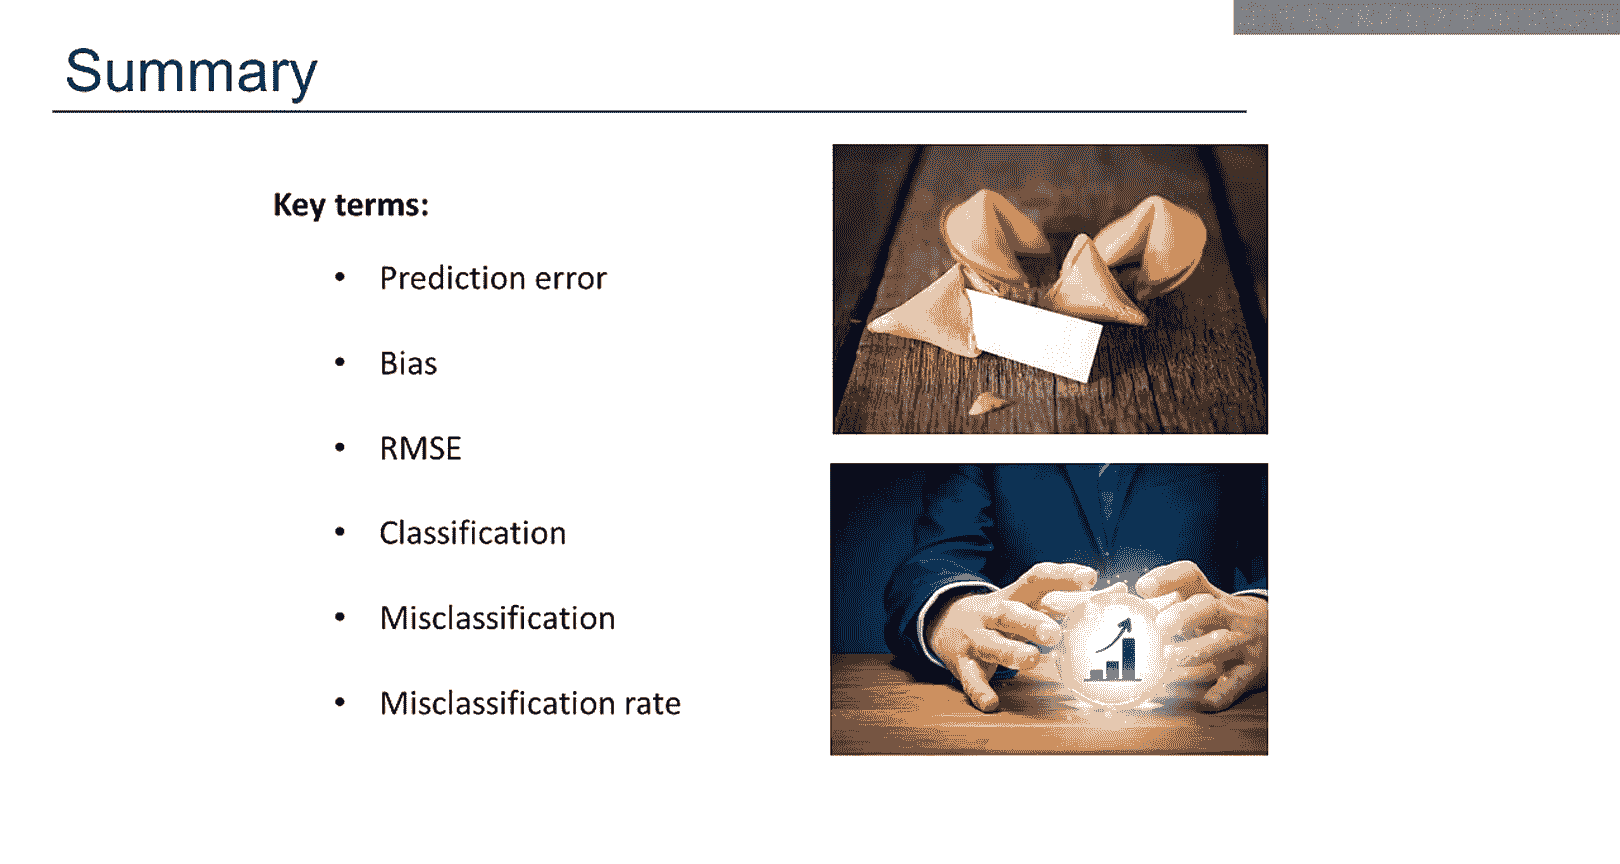 Summary
Key terms:
• Prediction error
• Bias
• RMSE
• Classification
• Misclassification
• Misclassification rate